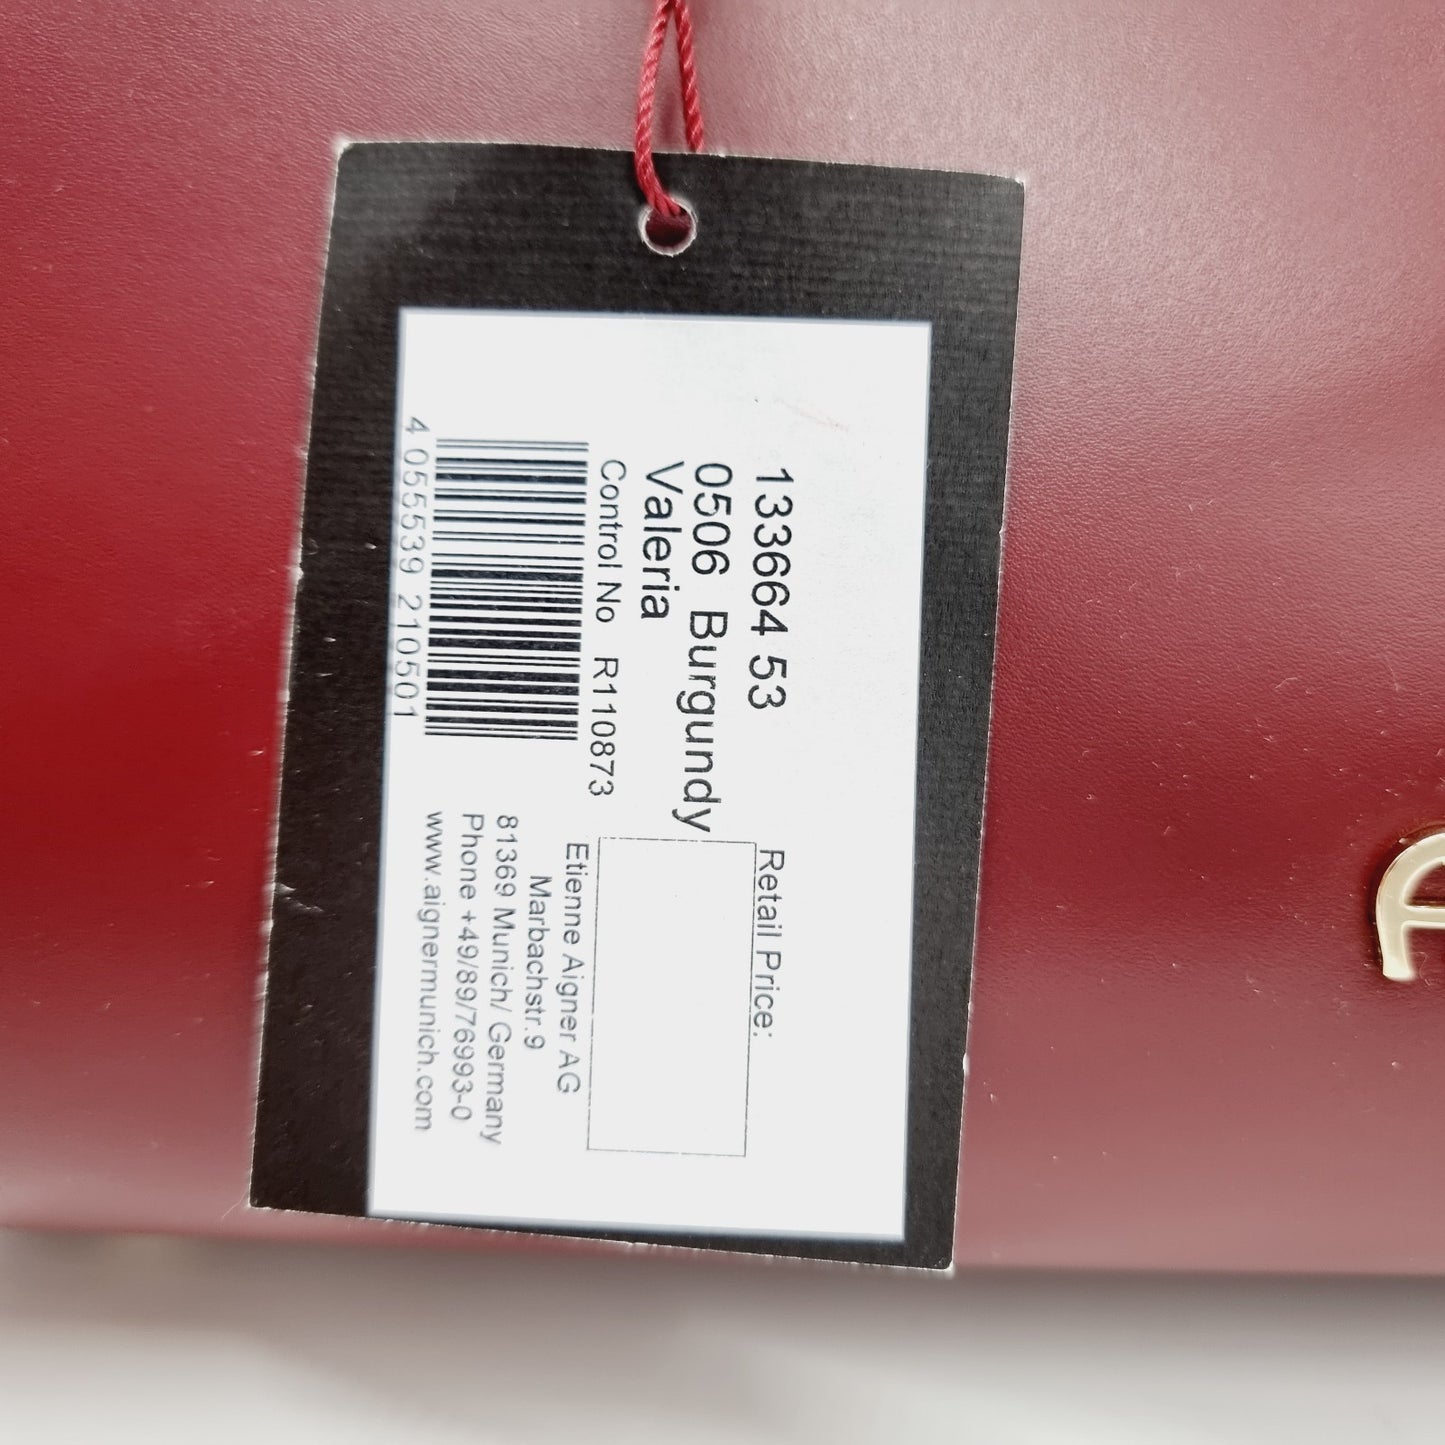 133664 53
0506 Burgundy
Valeria
Control No R110873
4 055539 210501
Retail Price:
Etienne Aigner AG
Marbachstr.9
81369 Munich/ Germany
Phone +49/89/76993-0
www.aignermunich.com